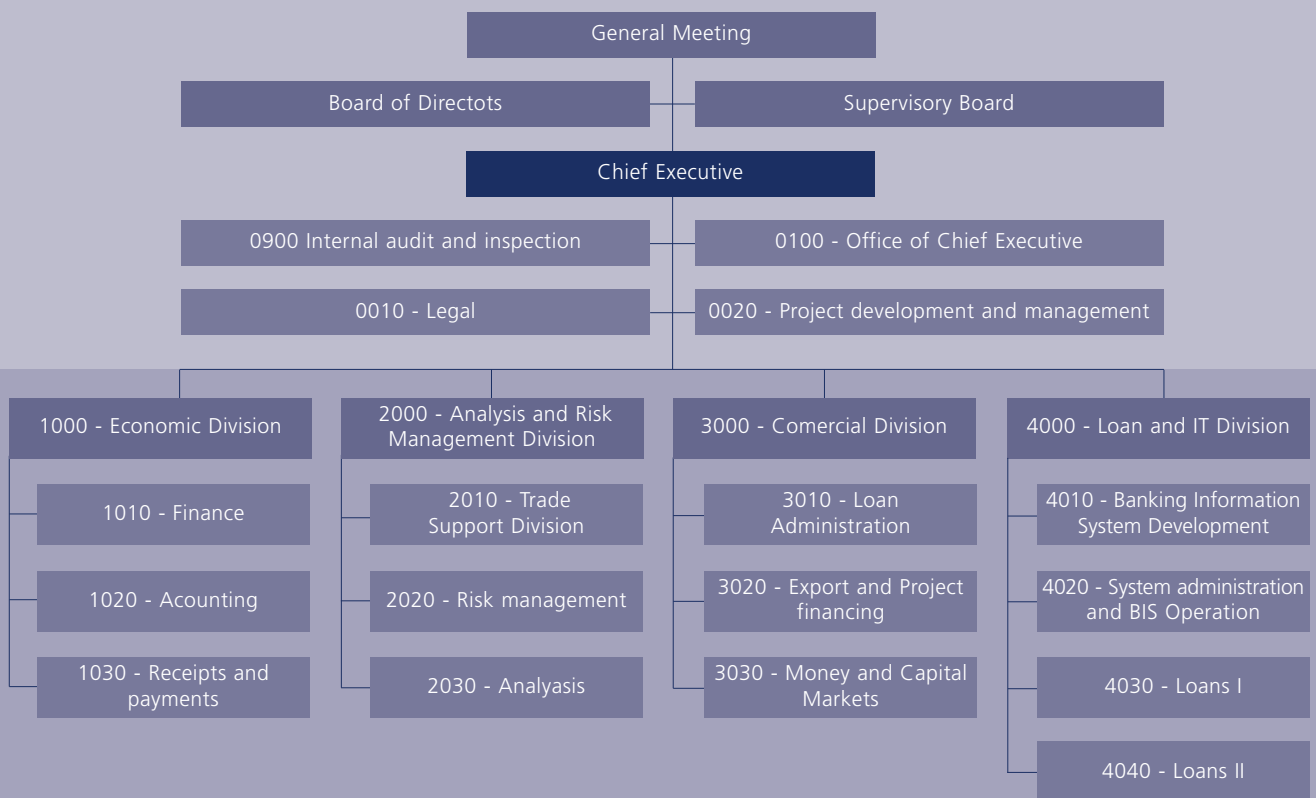 General Meeting
Board of Directots
Supervisory Board
Chief Executive
0900 Internal audit and inspection
0100 - Office of Chief Executive
0010 - Legal
0020 - Project development and management
1000 - Economic Division
2000 - Analysis and Risk
Management Division
3000 - Comercial Division
4000 - Loan and IT Division
1010 - Finance
2010 - Trade
Support Division
3010 - Loan
Administration
4010 - Banking Information
System Development
1020 - Acounting
2020 - Risk management
3020 - Export and Project
financing
4020 - System administration
and BIS Operation
1030 - Receipts and
payments
2030 - Analyasis
3030 - Money and Capital
Markets
4030 - Loans I
4040 - Loans II